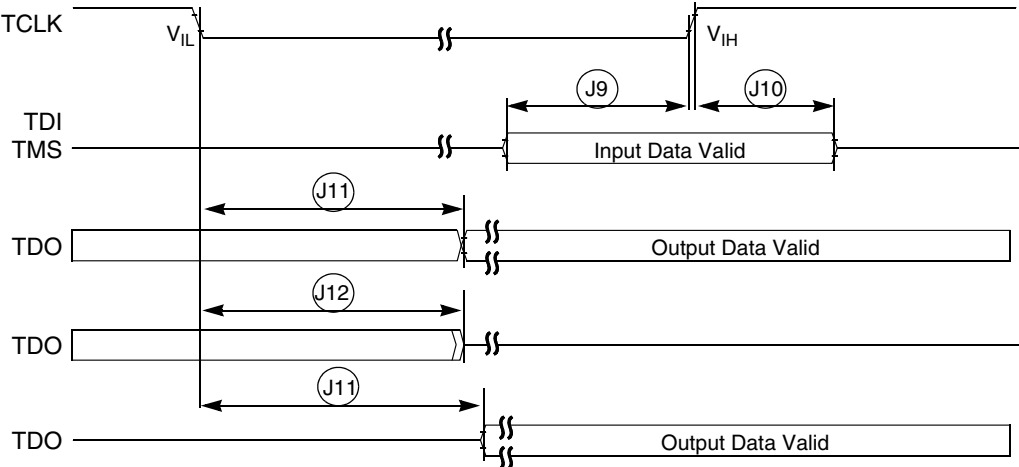 TCLK
VIL
VIH
J9
J10
TDI
TMS
Input Data Valid
J11
TDO
Output Data Valid
J12
TDO
J11
TDO
Output Data Valid